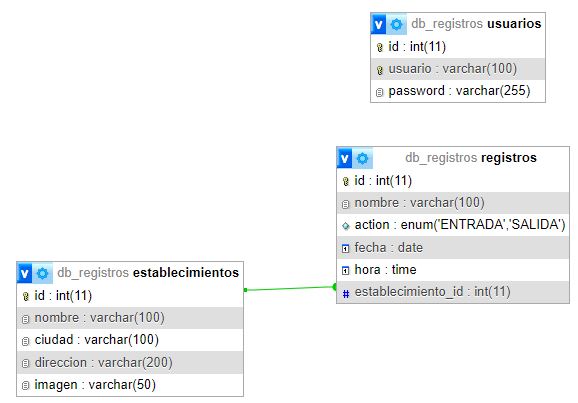 v db_registros usuarios
id : int(11)
usuario : varchar(100)
password : varchar(255)
v db_registros registros
id : int(11)
nombre : varchar(100)
action : enum('ENTRADA','SALIDA')
fecha : date
hora : time
# establecimiento_id : int(11)
v db_registros establecimientos
id : int(11)
nombre : varchar(100)
ciudad : varchar(100)
direccion : varchar(200)
imagen : varchar(50)